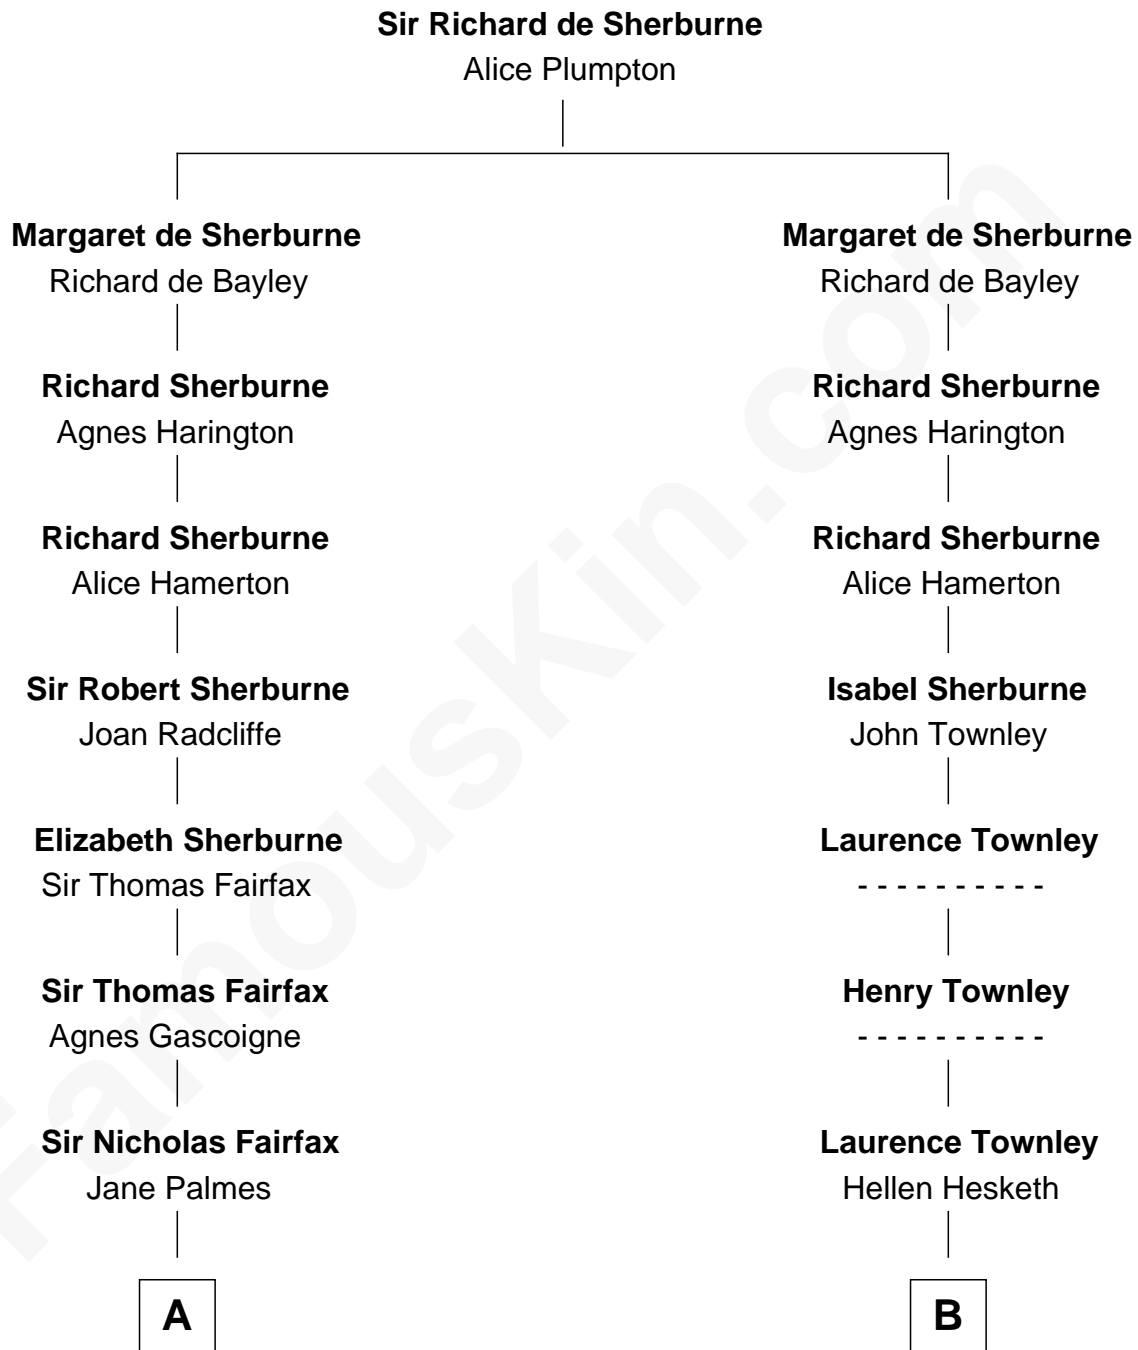 Sir Richard de Sherburne
Alice Plumpton
Margaret de Sherburne
Richard de Bayley
Margaret de Sherburne
Richard de Bayley
Richard Sherburne
Agnes Harington
Richard Sherburne
Agnes Harington
Richard Sherburne
Alice Hamerton
Richard Sherburne
Alice Hamerton
Sir Robert Sherburne
Joan Radcliffe
Isabel Sherburne
John Townley
Elizabeth Sherburne
Sir Thomas Fairfax
Laurence Townley
- - - - - - - - - -
Sir Thomas Fairfax
Agnes Gascoigne
Henry Townley
- - - - - - - - - -
Sir Nicholas Fairfax
Jane Palmes
Laurence Townley
Hellen Hesketh
A
B
FamousKin.com